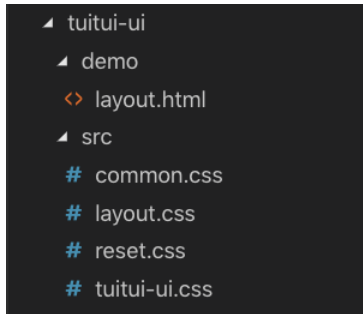 tuitui-ui
demo
<> layout.html
src
# common.css
# layout.css
# reset.css
# tuitui-ui.css